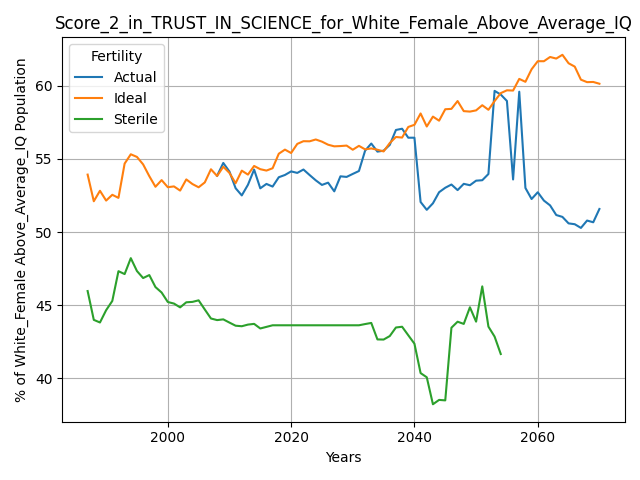 Score_2_in_TRUST_IN_SCIENCE_for_White_Female_Above_Average_IQ
% of White_Female Above_Average_IQ Population
Fertility
Actual
Ideal
Sterile
60
55
50
45
40
2000
2020
2040
2060
Years